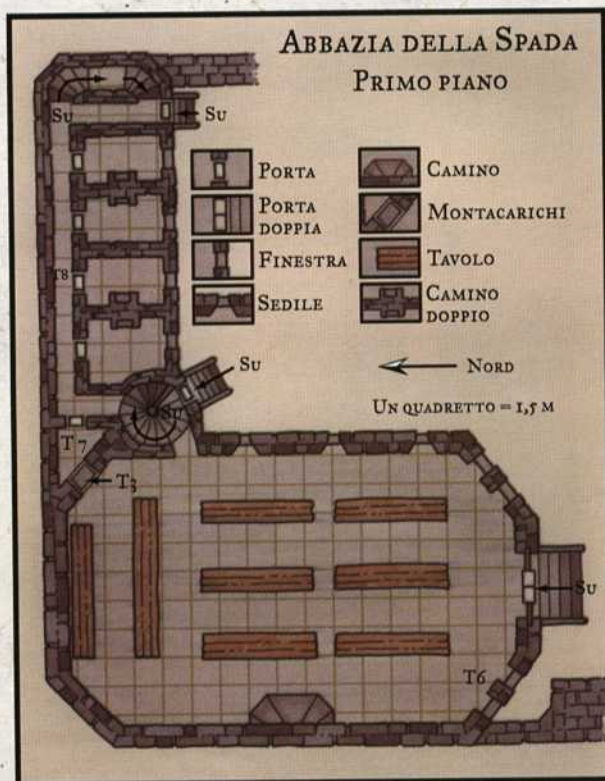 Abbazia della Spada
Primo piano
Su
Su
Porta
Camino
Porta doppia
Montacarichi
Finestra
Tavolo
Sedile
Camino doppio
T8
Su
Nord
Su
Un quadretto = 1,5 m
T7
T3
Su
T6